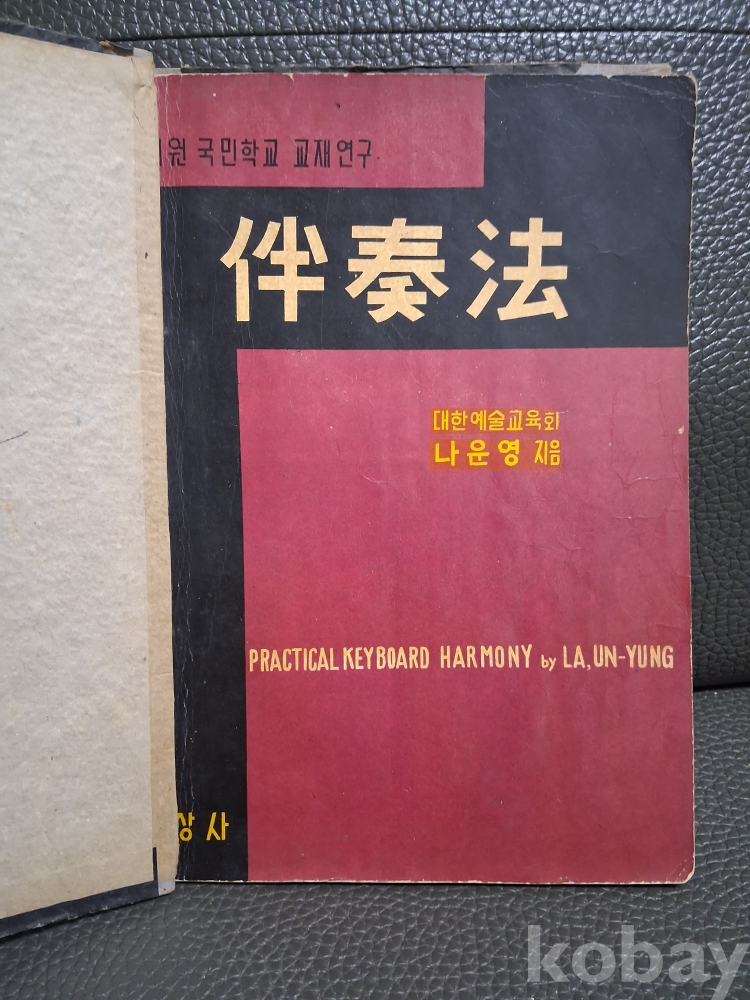 국민학교 교재연구
伴奏法
대한예술교육회
나운영 지음
PRACTICAL KEYBOARD HARMONY by LA, UN-YUNG
상사
kobay